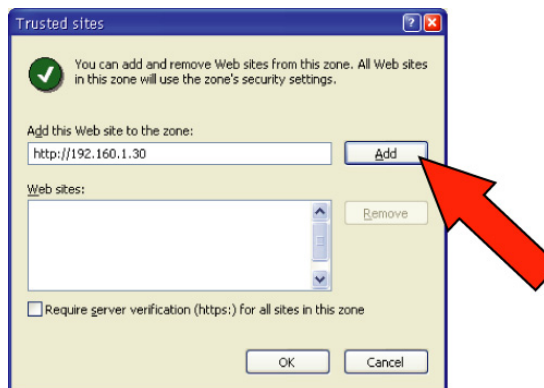 Trusted sites
You can add and remove Web sites from this zone. All Web sites
in this zone will use the zone's security settings.
Add this Web site to the zone:
http://192.160.1.30
Add
Web sites:
Remove
Require server verification (https:) for all sites in this zone
OK
Cancel